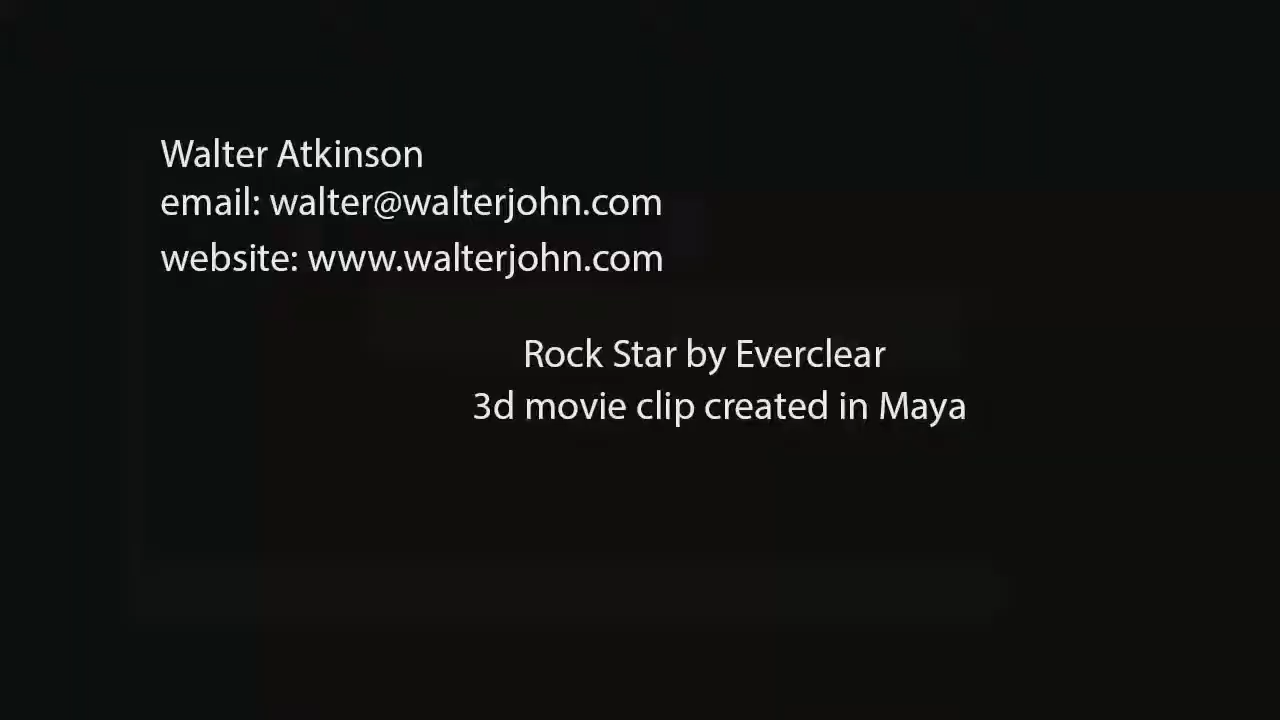 Walter Atkinson
email: walter@walterjohn.com
website: www.walterjohn.com
Rock Star by Everclear
3d movie clip created in Maya